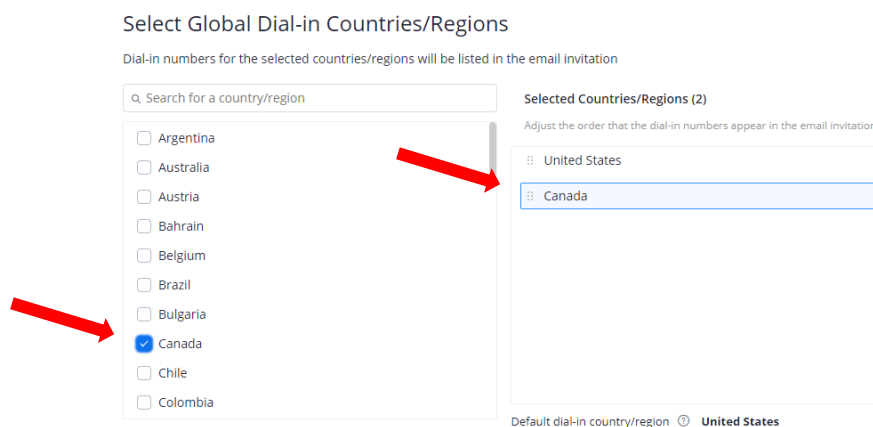 Select Global Dial-in Countries/Regions
Dial-in numbers for the selected countries/regions will be listed in the email invitation
Search for a country/region
Argentina
Australia
Austria
Bahrain
Belgium
Brazil
Bulgaria
Canada
Chile
Colombia
Selected Countries/Regions (2)
Adjust the order that the dial-in numbers appear in the email invitation
United States
Canada
Default dial-in country/region ? United States